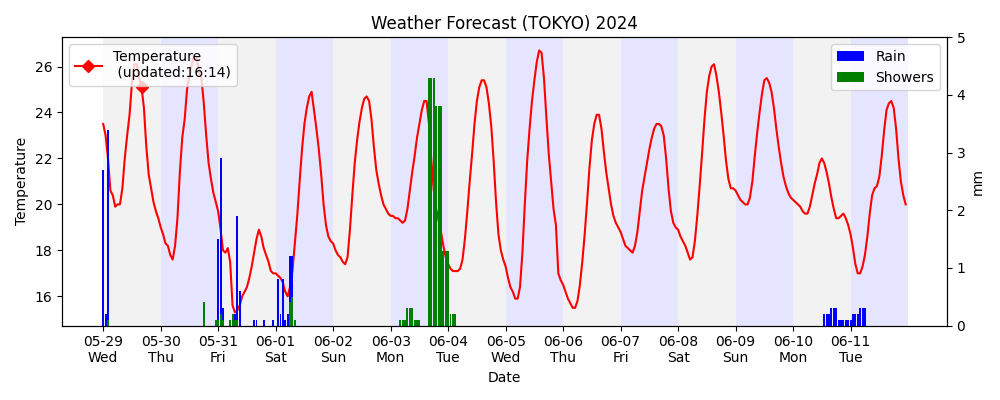 Weather Forecast (TOKYO) 2024
Temperature
(updated:16:14)
Rain
Showers
Temperature
26
24
22
20
18
16
mm
5
4
3
2
1
0
05-29 05-30 05-31 06-01 06-02 06-03 06-04 06-05 06-06 06-07 06-08 06-09 06-10 06-11
Wed Thu Fri Sat Sun Mon Tue Wed Thu Fri Sat Sun Mon Tue
Date